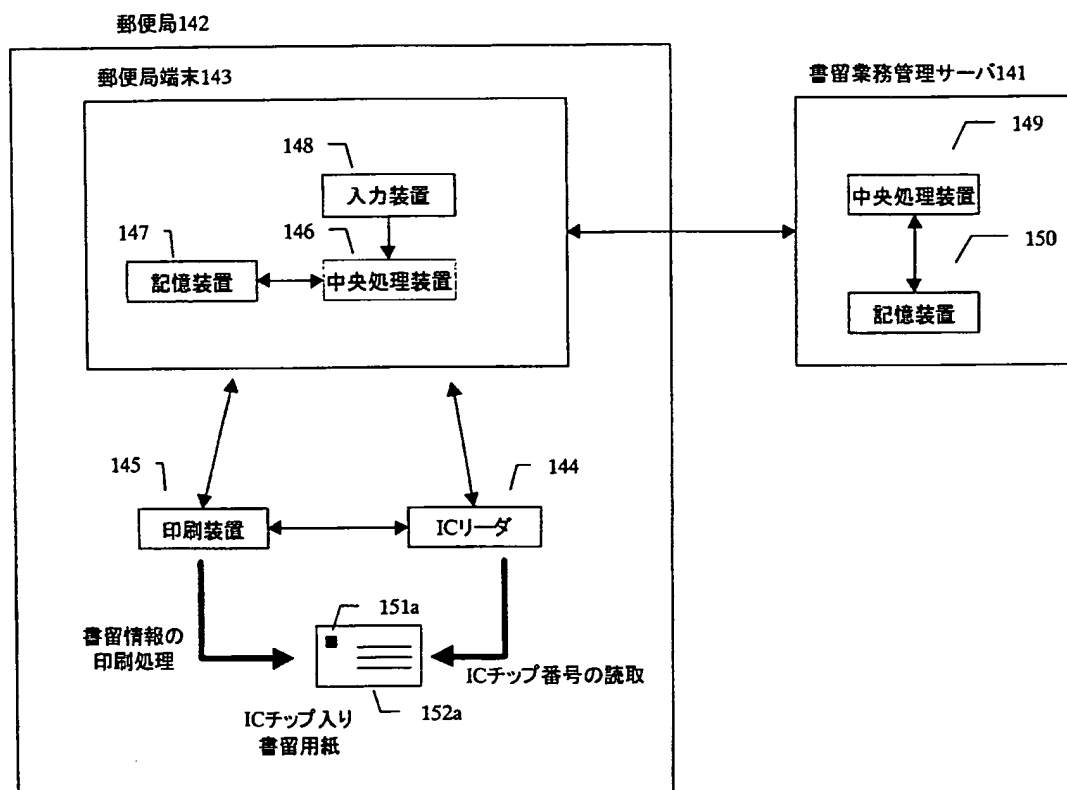 郵便局142
郵便局端末143
書留業務管理サーバ141
148
入力装置
149
中央処理装置
147
146
記憶装置
中央処理装置
150
記憶装置
145
144
印刷装置
ICリーダ
151a
書留情報の
印刷処理
ICチップ番号の読取
152a
ICチップ入り
書留用紙